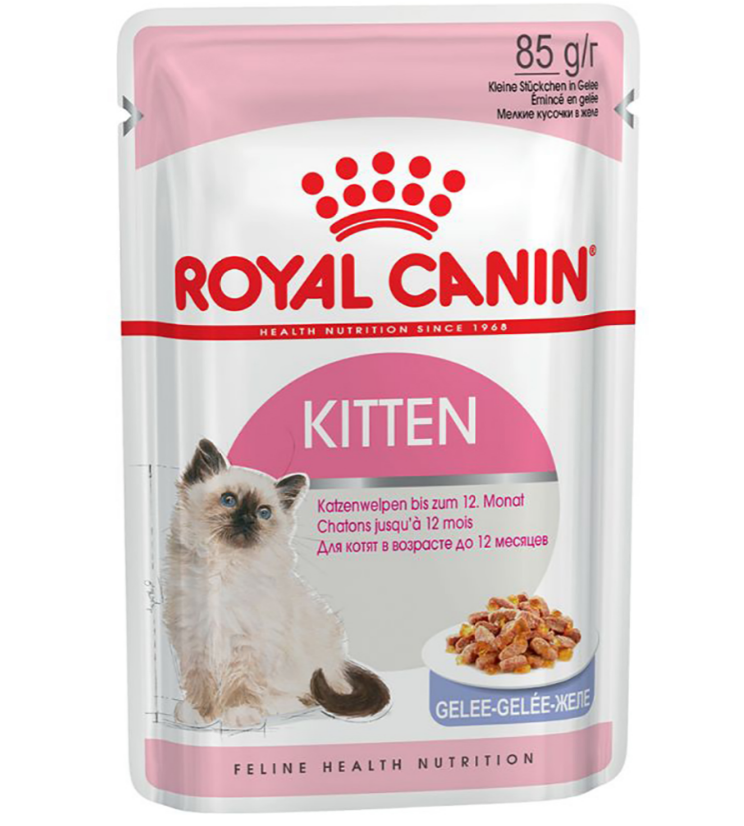 85 g/г
Kleine Stückchen in Gelee
Émincé en gelée
Мелкие кусочки в желе
ROYAL CANIN®
HEALTH NUTRITION SINCE 1968
KITTEN
Katzenwelpen bis zum 12. Monat
Chatons jusqu'à 12 mois
Для котят в возрасте до 12 месяцев
GELEE-GELÉE-ЖЕЛЕ
FELINE HEALTH NUTRITION